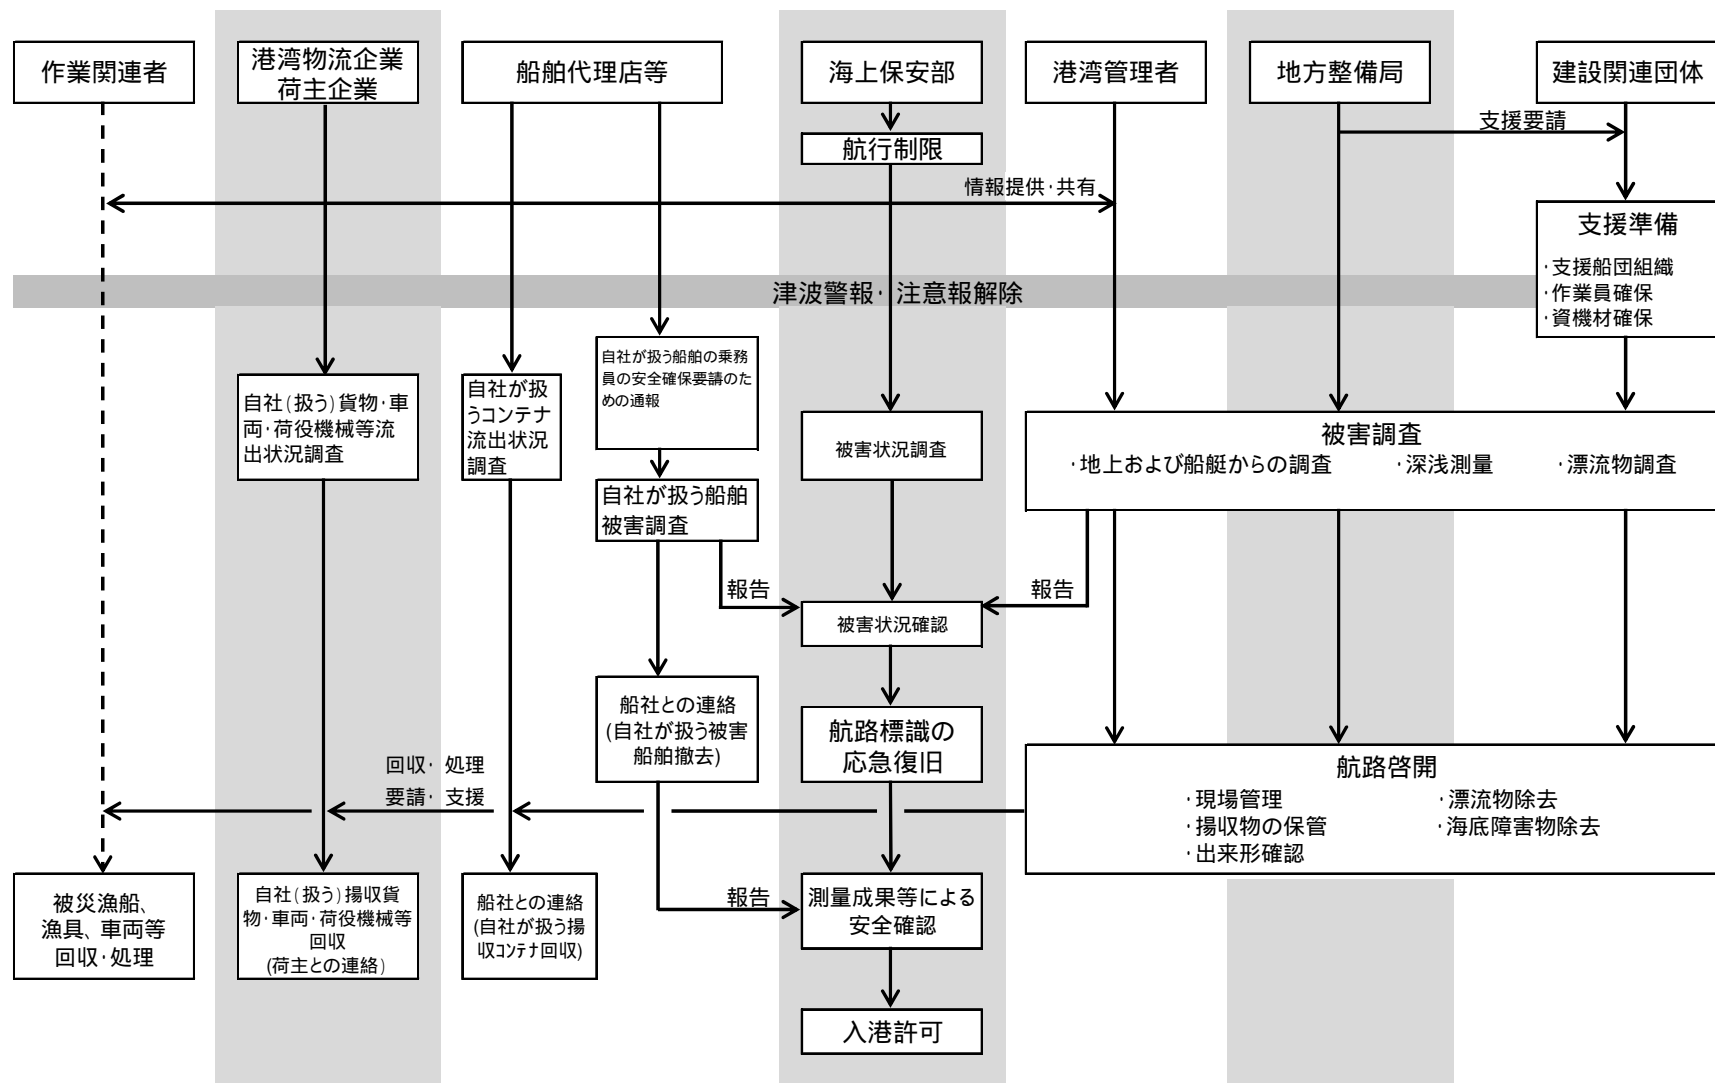 作業関連者
港湾物流企業
荷主企業
船舶代理店等
海上保安部
港湾管理者
地方整備局
建設関連団体
支援要請
航行制限
情報提供・共有
支援準備
・支援船団組織
・作業員確保
・資機材確保
津波警報・注意報解除
自社(扱う)貨物・車
両・荷役機械等流
出状況調査
自社が扱
うコンテナ
流出状況
調査
自社が扱う船舶の乗務
員の安全確保要請のた
めの通報
被害状況調査
被害調査
・地上および船艇からの調査
・深浅測量
・漂流物調査
自社が扱う船舶
被害調査
報告
報告
被害状況確認
船社との連絡
(自社が扱う被害
船舶撤去)
航路標識の
応急復旧
航路啓開
・現場管理
・漂流物除去
・揚収物の保管
・海底障害物除去
・出来形確認
回収・処理
要請・支援
被災漁船、
漁具、車両等
回収・処理
自社(扱う)揚収貨
物・車両・荷役機械等
回収
(荷主との連絡)
船社との連絡
(自社が扱う揚
収ｺﾝﾃﾅ回収)
報告
測量成果等による
安全確認
入港許可